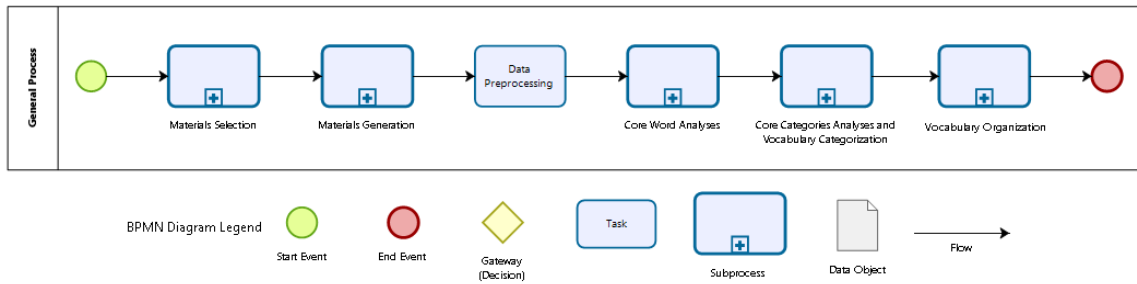 General Process
Data
Preprocessing
Materials Selection
Materials Generation
Core Word Analyses
Core Categories Analyses and
Vocabulary Categorization
Vocabulary Organization
BPMN Diagram Legend
Start Event
End Event
Gateway
(Decision)
Task
Subprocess
Data Object
Flow